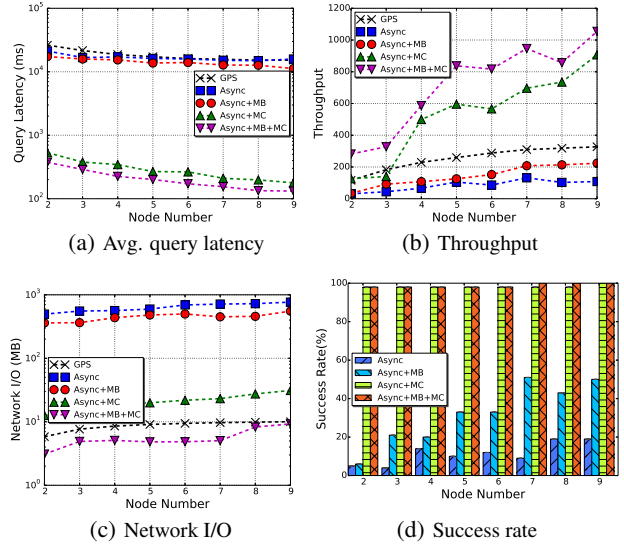 10^5
10^4
10^3
10^2
Query Latency (ms)
GPS
Async
Async+MB
Async+MC
Async+MB+MC
2 3 4 5 6 7 8 9
Node Number
(a) Avg. query latency
1200
1000
800
600
400
200
0
Throughput
GPS
Async
Async+MB
Async+MC
Async+MB+MC
2 3 4 5 6 7 8 9
Node Number
(b) Throughput
10^3
10^2
10^1
10^0
Network I/O (MB)
GPS
Async
Async+MB
Async+MC
Async+MB+MC
2 3 4 5 6 7 8 9
Node Number
(c) Network I/O
100
80
60
40
20
0
Success Rate(%)
Async
Async+MB
Async+MC
Async+MB+MC
2 3 4 5 6 7 8 9
Node Number
(d) Success rate